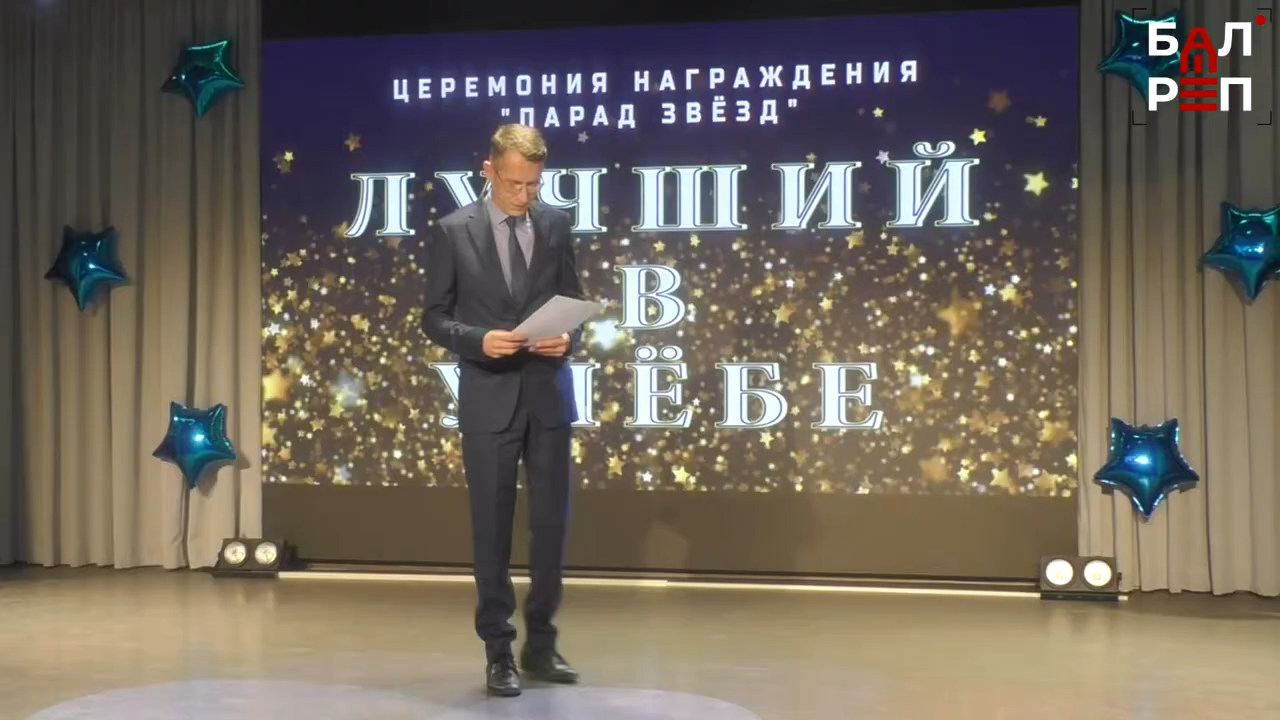 БАЛ
РЕП
ЦЕРЕМОНИЯ НАГРАЖДЕНИЯ
"ПАРАД ЗВЁЗД"
ЛУЧШИЙ
В
УЧЁБЕ